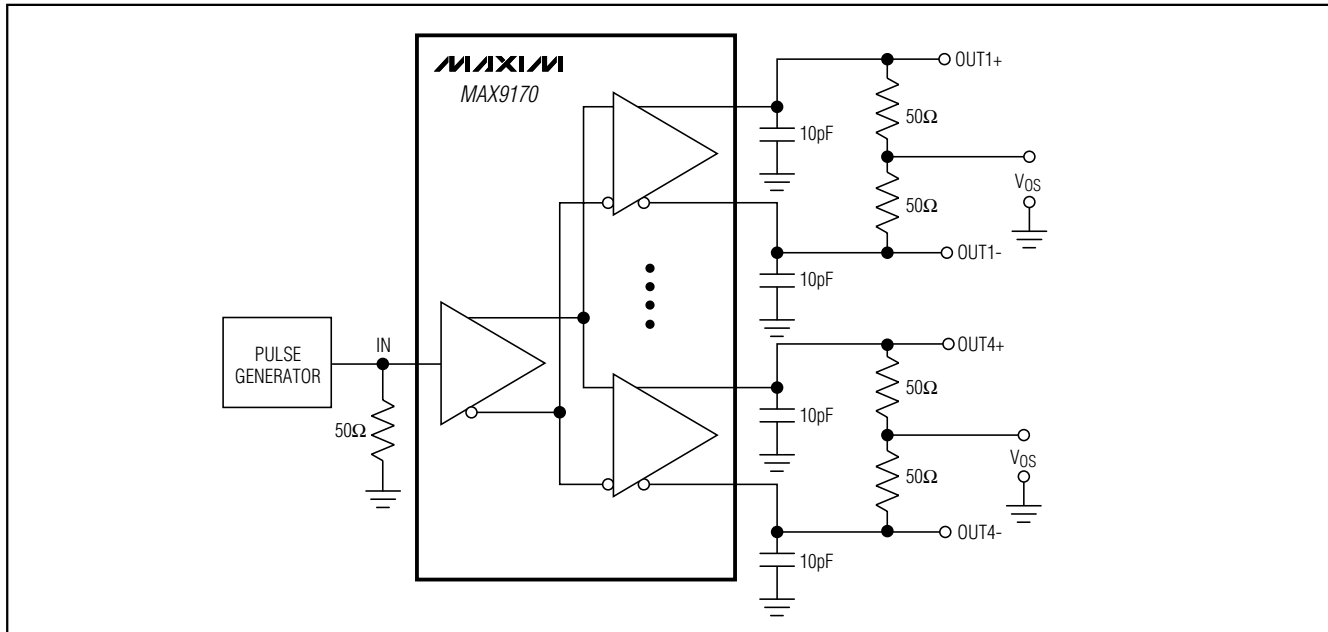 MAXIM
MAX9170
OUT1+
50Ω
10pF
VOS
50Ω
OUT1-
10pF
PULSE
GENERATOR
IN
50Ω
OUT4+
50Ω
10pF
VOS
50Ω
OUT4-
10pF